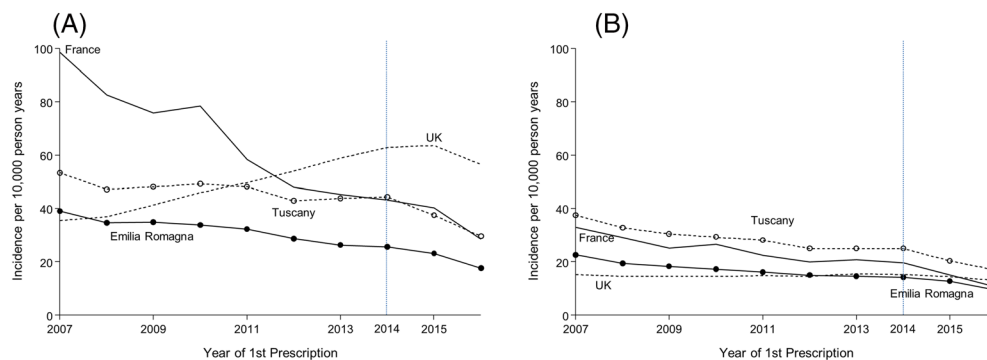 (A)
Incidence per 10,000 person years
100
80
60
40
20
0
France
UK
Tuscany
Emilia Romagna
2007
2009
2011
2013
2014
2015
Year of 1st Prescription
(B)
Incidence per 10,000 person years
100
80
60
40
20
0
Tuscany
France
UK
Emilia Romagna
2007
2009
2011
2013
2014
2015
Year of 1st Prescription